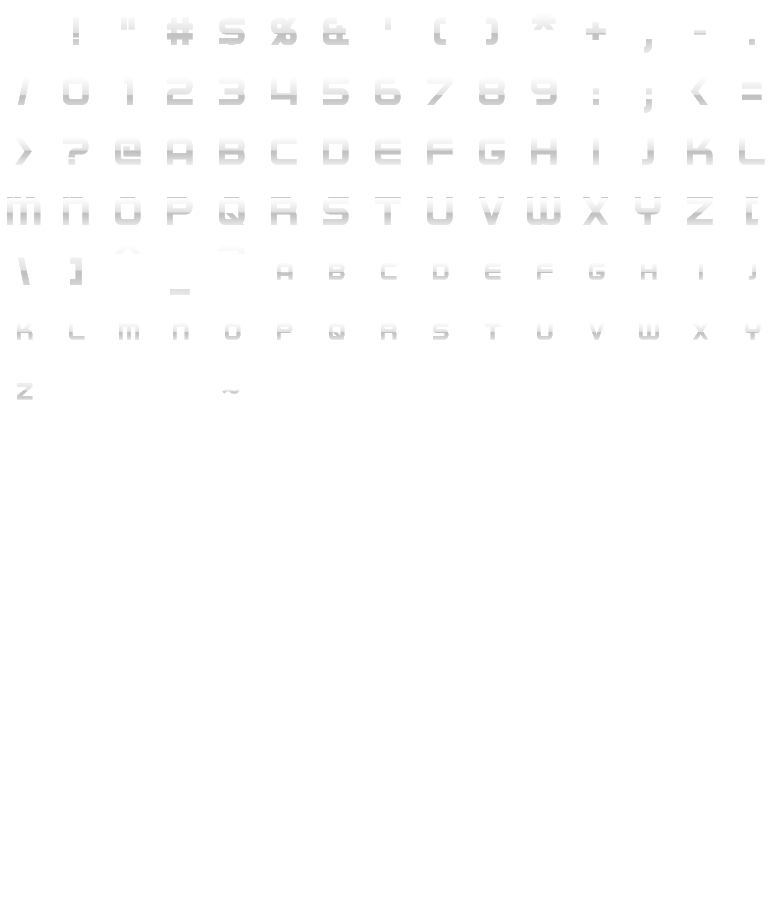 ! " # $ % & ' ( ) * + , - .
/ 0 1 2 3 4 5 6 7 8 9 : ; < =
> ? @ A B C D E F G H I J K L
M N O P Q R S T U V W X Y Z [
\ ] ^ _ A B C D E F G H I J
K L M N O P Q R S T U V W X Y
Z ~